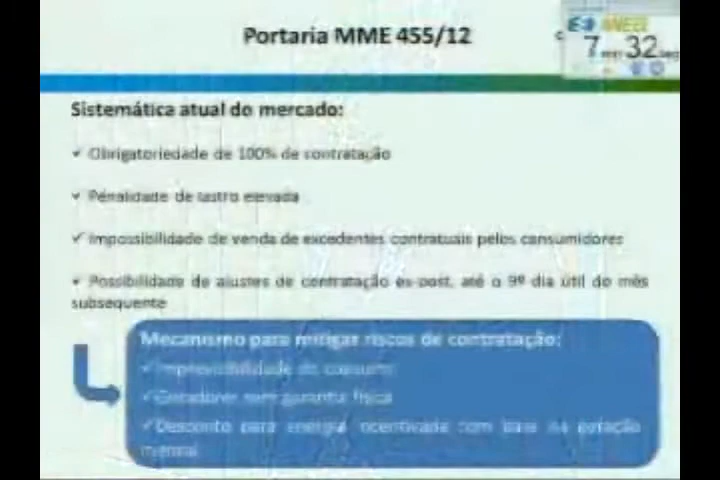 Portaria MME 455/12
ANEEL
7 min 32 seg
Sistemática atual do mercado:
✓ Obrigatoriedade de 100% de contratação
✓ Penalidade de lastro elevada
✓ Impossibilidade de venda de excedentes contratuais pelos consumidores
✓ Possibilidade de ajustes de contratação ex-post, até o 9º dia útil do mês
subsequente
Mecanismo para mitigar riscos de contratação:
✓Imprevisibilidade do consumo
✓Geradores sem garantia física
✓Desconto para energia incentivada com base na geração
mensal